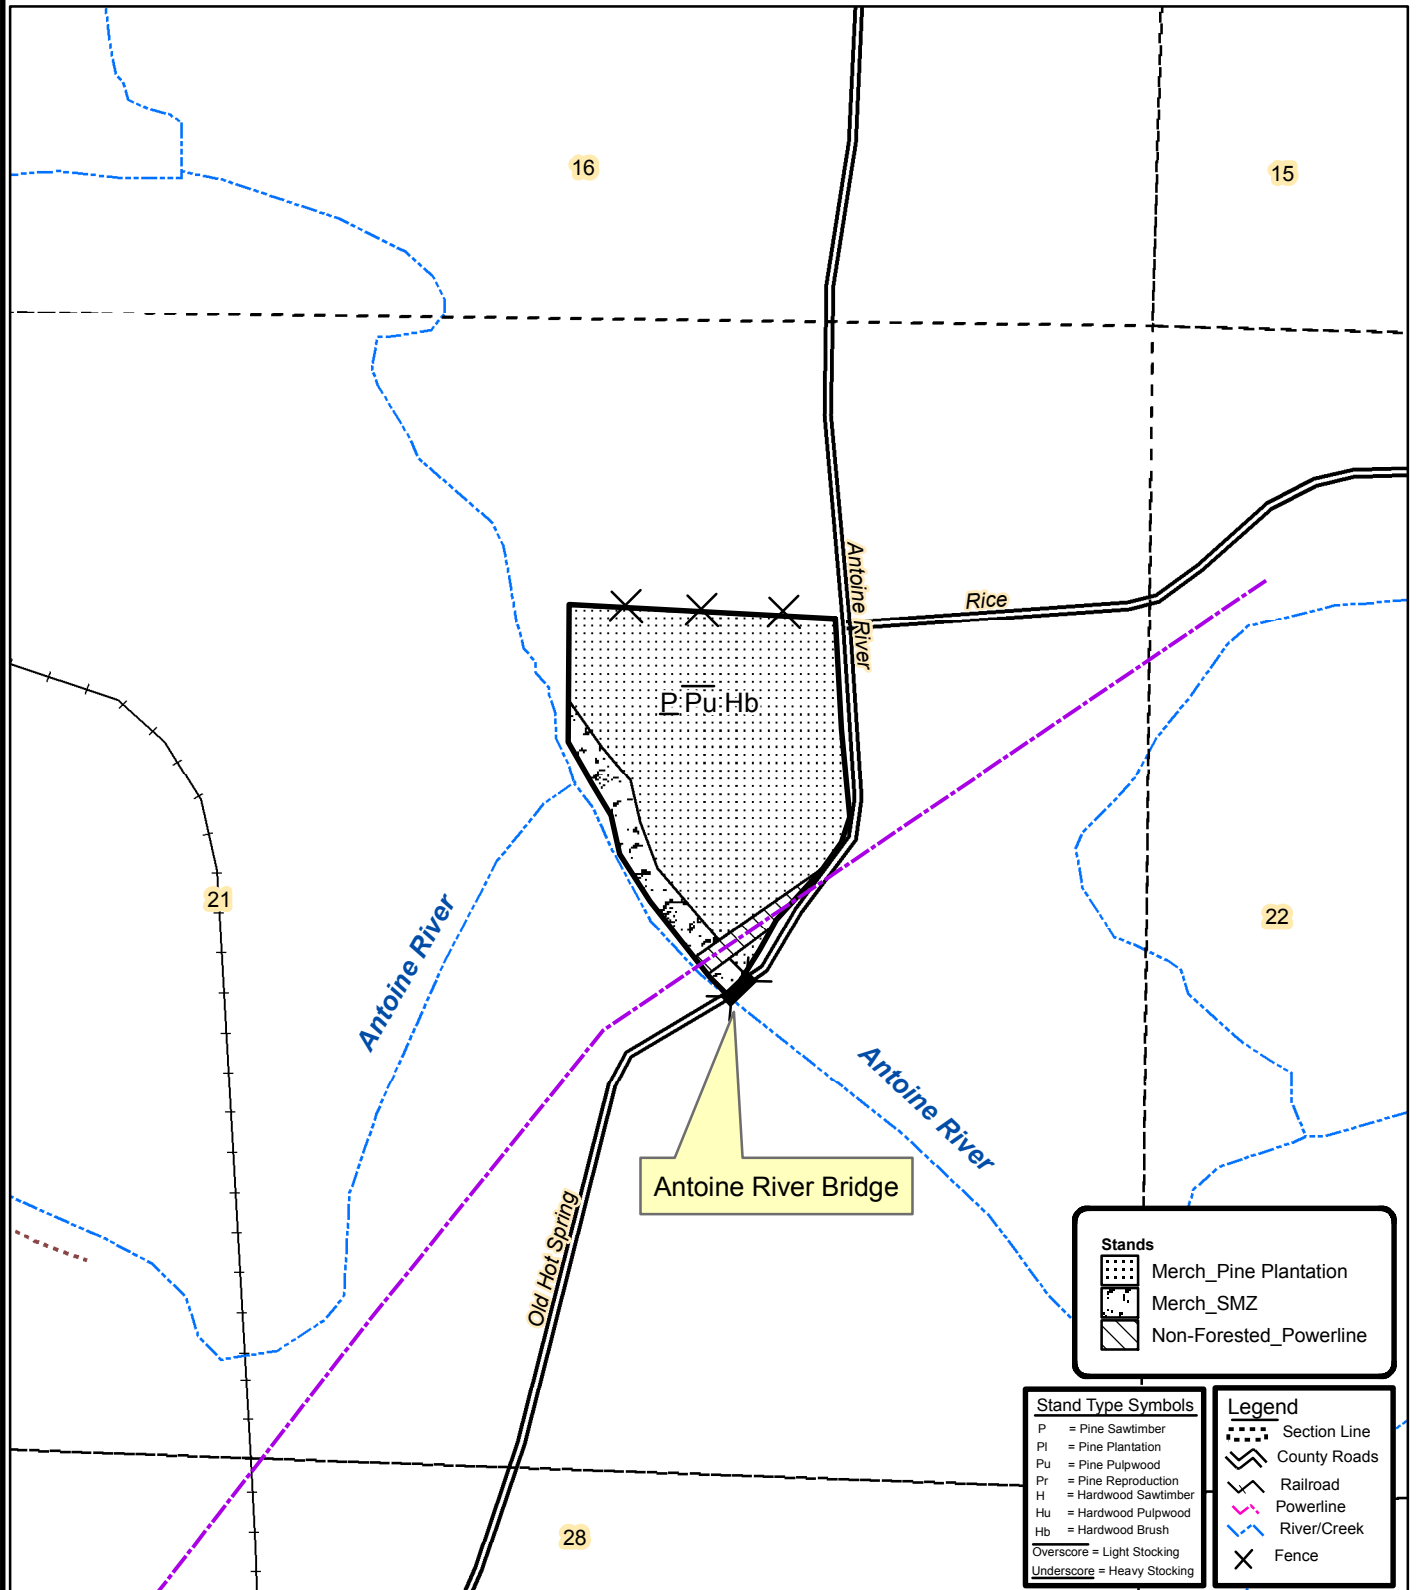 16
15
Antoine River
Rice
P Pu Hb
21
22
Antoine River
Antoine River
Antoine River Bridge
Old Hot Spring
28
Stands
Merch_Pine Plantation
Merch_SMZ
Non-Forested_Powerline
Stand Type Symbols
P = Pine Sawtimber
Pl = Pine Plantation
Pu = Pine Pulpwood
Pr = Pine Reproduction
H = Hardwood Sawtimber
Hu = Hardwood Pulpwood
Hb = Hardwood Brush
Overscore = Light Stocking
Underscore = Heavy Stocking
Legend
Section Line
County Roads
Railroad
Powerline
River/Creek
Fence